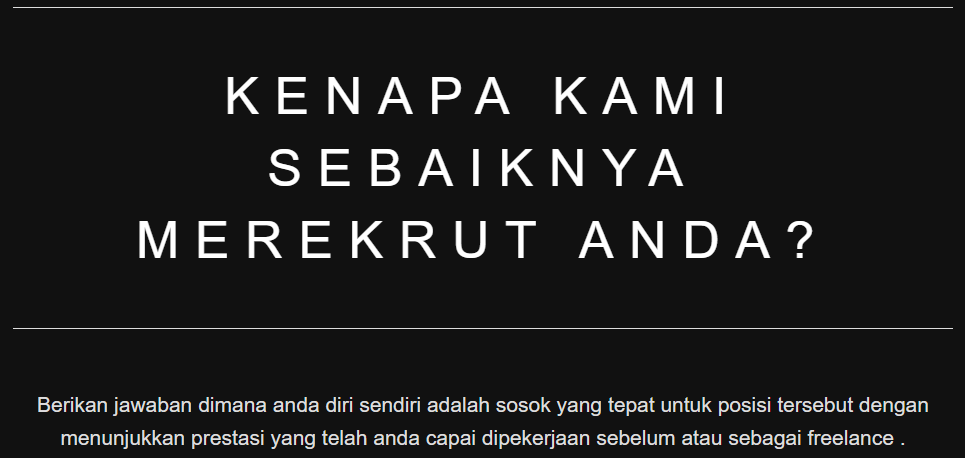 KENAPA KAMI
SEBAIKNYA
MEREKRUT ANDA?
Berikan jawaban dimana anda diri sendiri adalah sosok yang tepat untuk posisi tersebut dengan
menunjukkan prestasi yang telah anda capai dipekerjaan sebelum atau sebagai freelance .